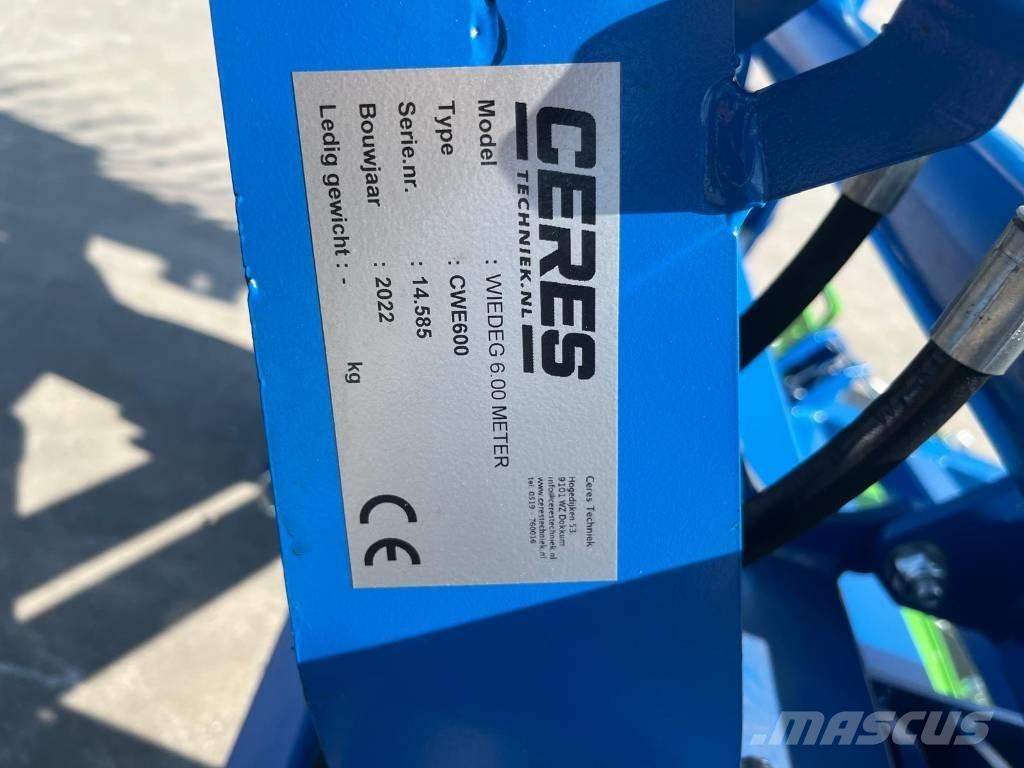 CERES
TECHNIEK.NL
Model : WIEDEG 6.00 METER
Type : CWE600
Serie.nr. : 14.585
Bouwjaar : 2022
Ledig gewicht : - kg
Ceres Techniek
Hogedijken 53
9101 WZ Dokkum
info@cerestechniek.nl
www.cerestechniek.nl
tel: 0519 - 760016
CE
MASCUS